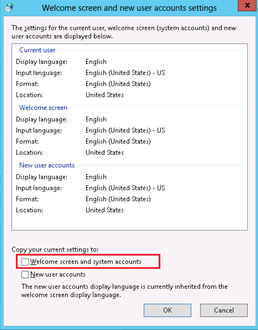 Welcome screen and new user accounts settings
X
The settings for the current user, welcome screen (system accounts) and new
user accounts are displayed below.
Current user
Display language: English
Input language: English (United States) - US
Format: English (United States)
Location: United States
Welcome screen
Display language: English
Input language: English (United States) - US
Format: English (United States)
Location: United States
New user accounts
Display language: English
Input language: English (United States) - US
Format: English (United States)
Location: United States
Copy your current settings to:
Welcome screen and system accounts
New user accounts
The new user accounts display language is currently inherited from the
welcome screen display language.
OK Cancel